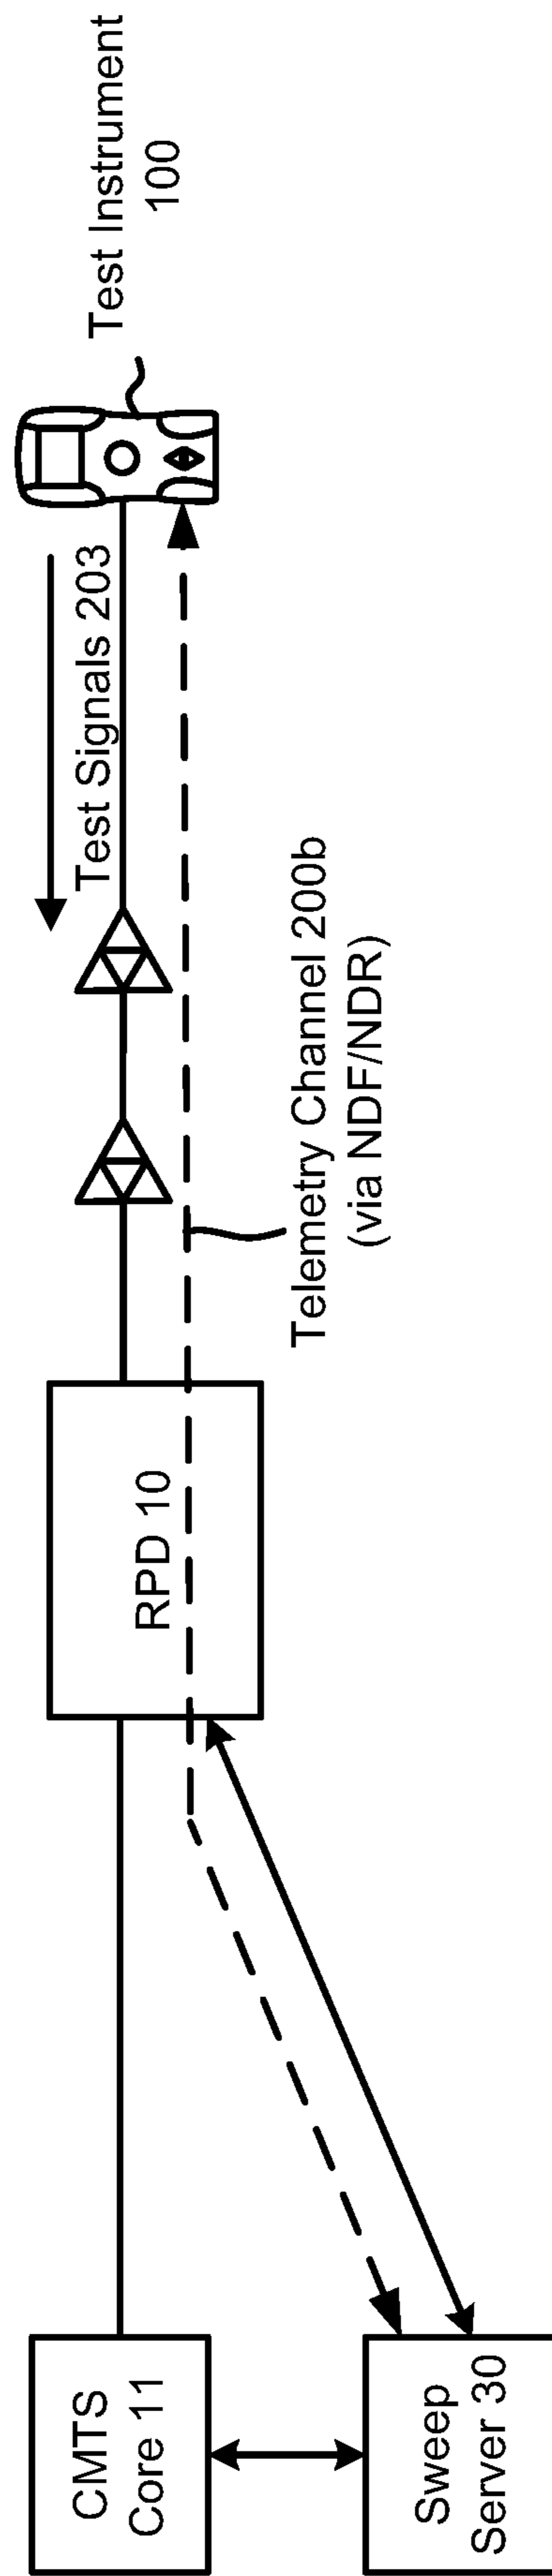 CMTS
Core 11
Sweep
Server 30
RPD 10
Telemetry Channel 200b
(via NDF/NDR)
Test Signals 203
Test Instrument
100